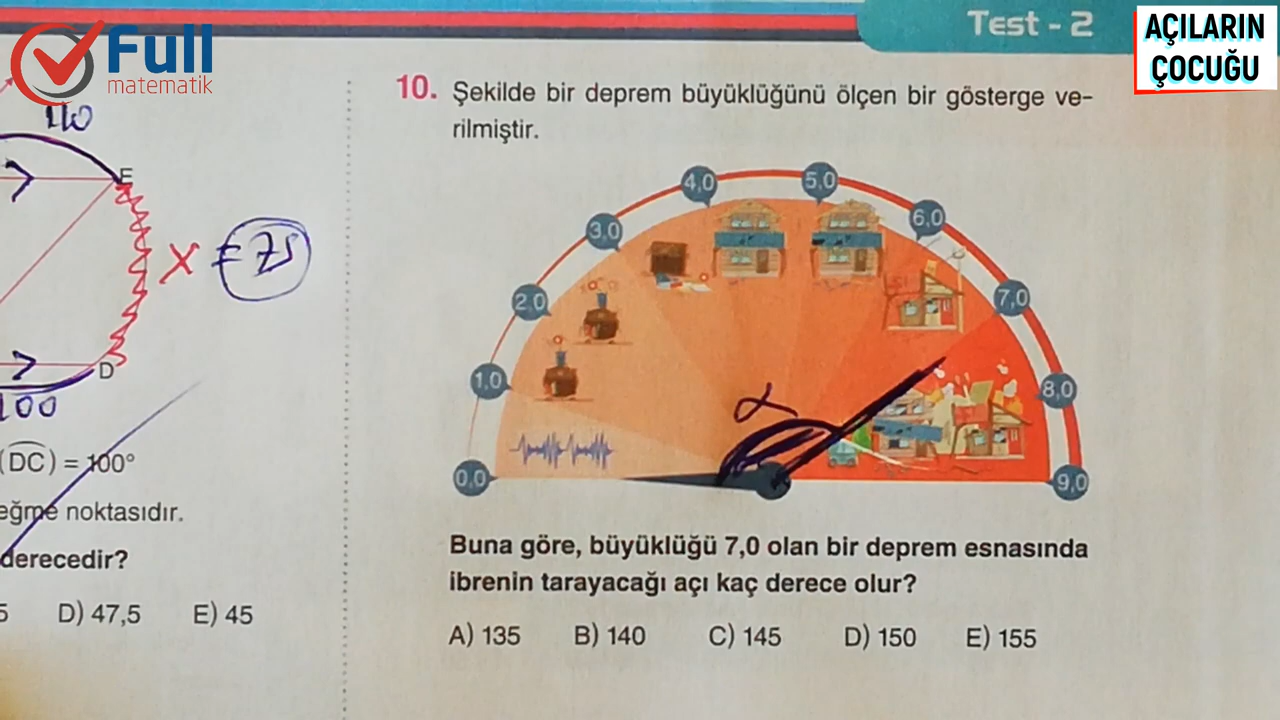 Full
matematik
Test - 2
AÇILARIN
ÇOCUĞU
110
E
X = 75
D
100
(DC) = 100°
eğme noktasıdır.
derecedir?
5 D) 47,5 E) 45
10. Şekilde bir deprem büyüklüğünü ölçen bir gösterge ve-
rilmiştir.
0,0
1,0
2,0
3,0
4,0
5,0
6,0
7,0
8,0
9,0
α
Buna göre, büyüklüğü 7,0 olan bir deprem esnasında
ibrenin tarayacağı açı kaç derece olur?
A) 135 B) 140 C) 145 D) 150 E) 155